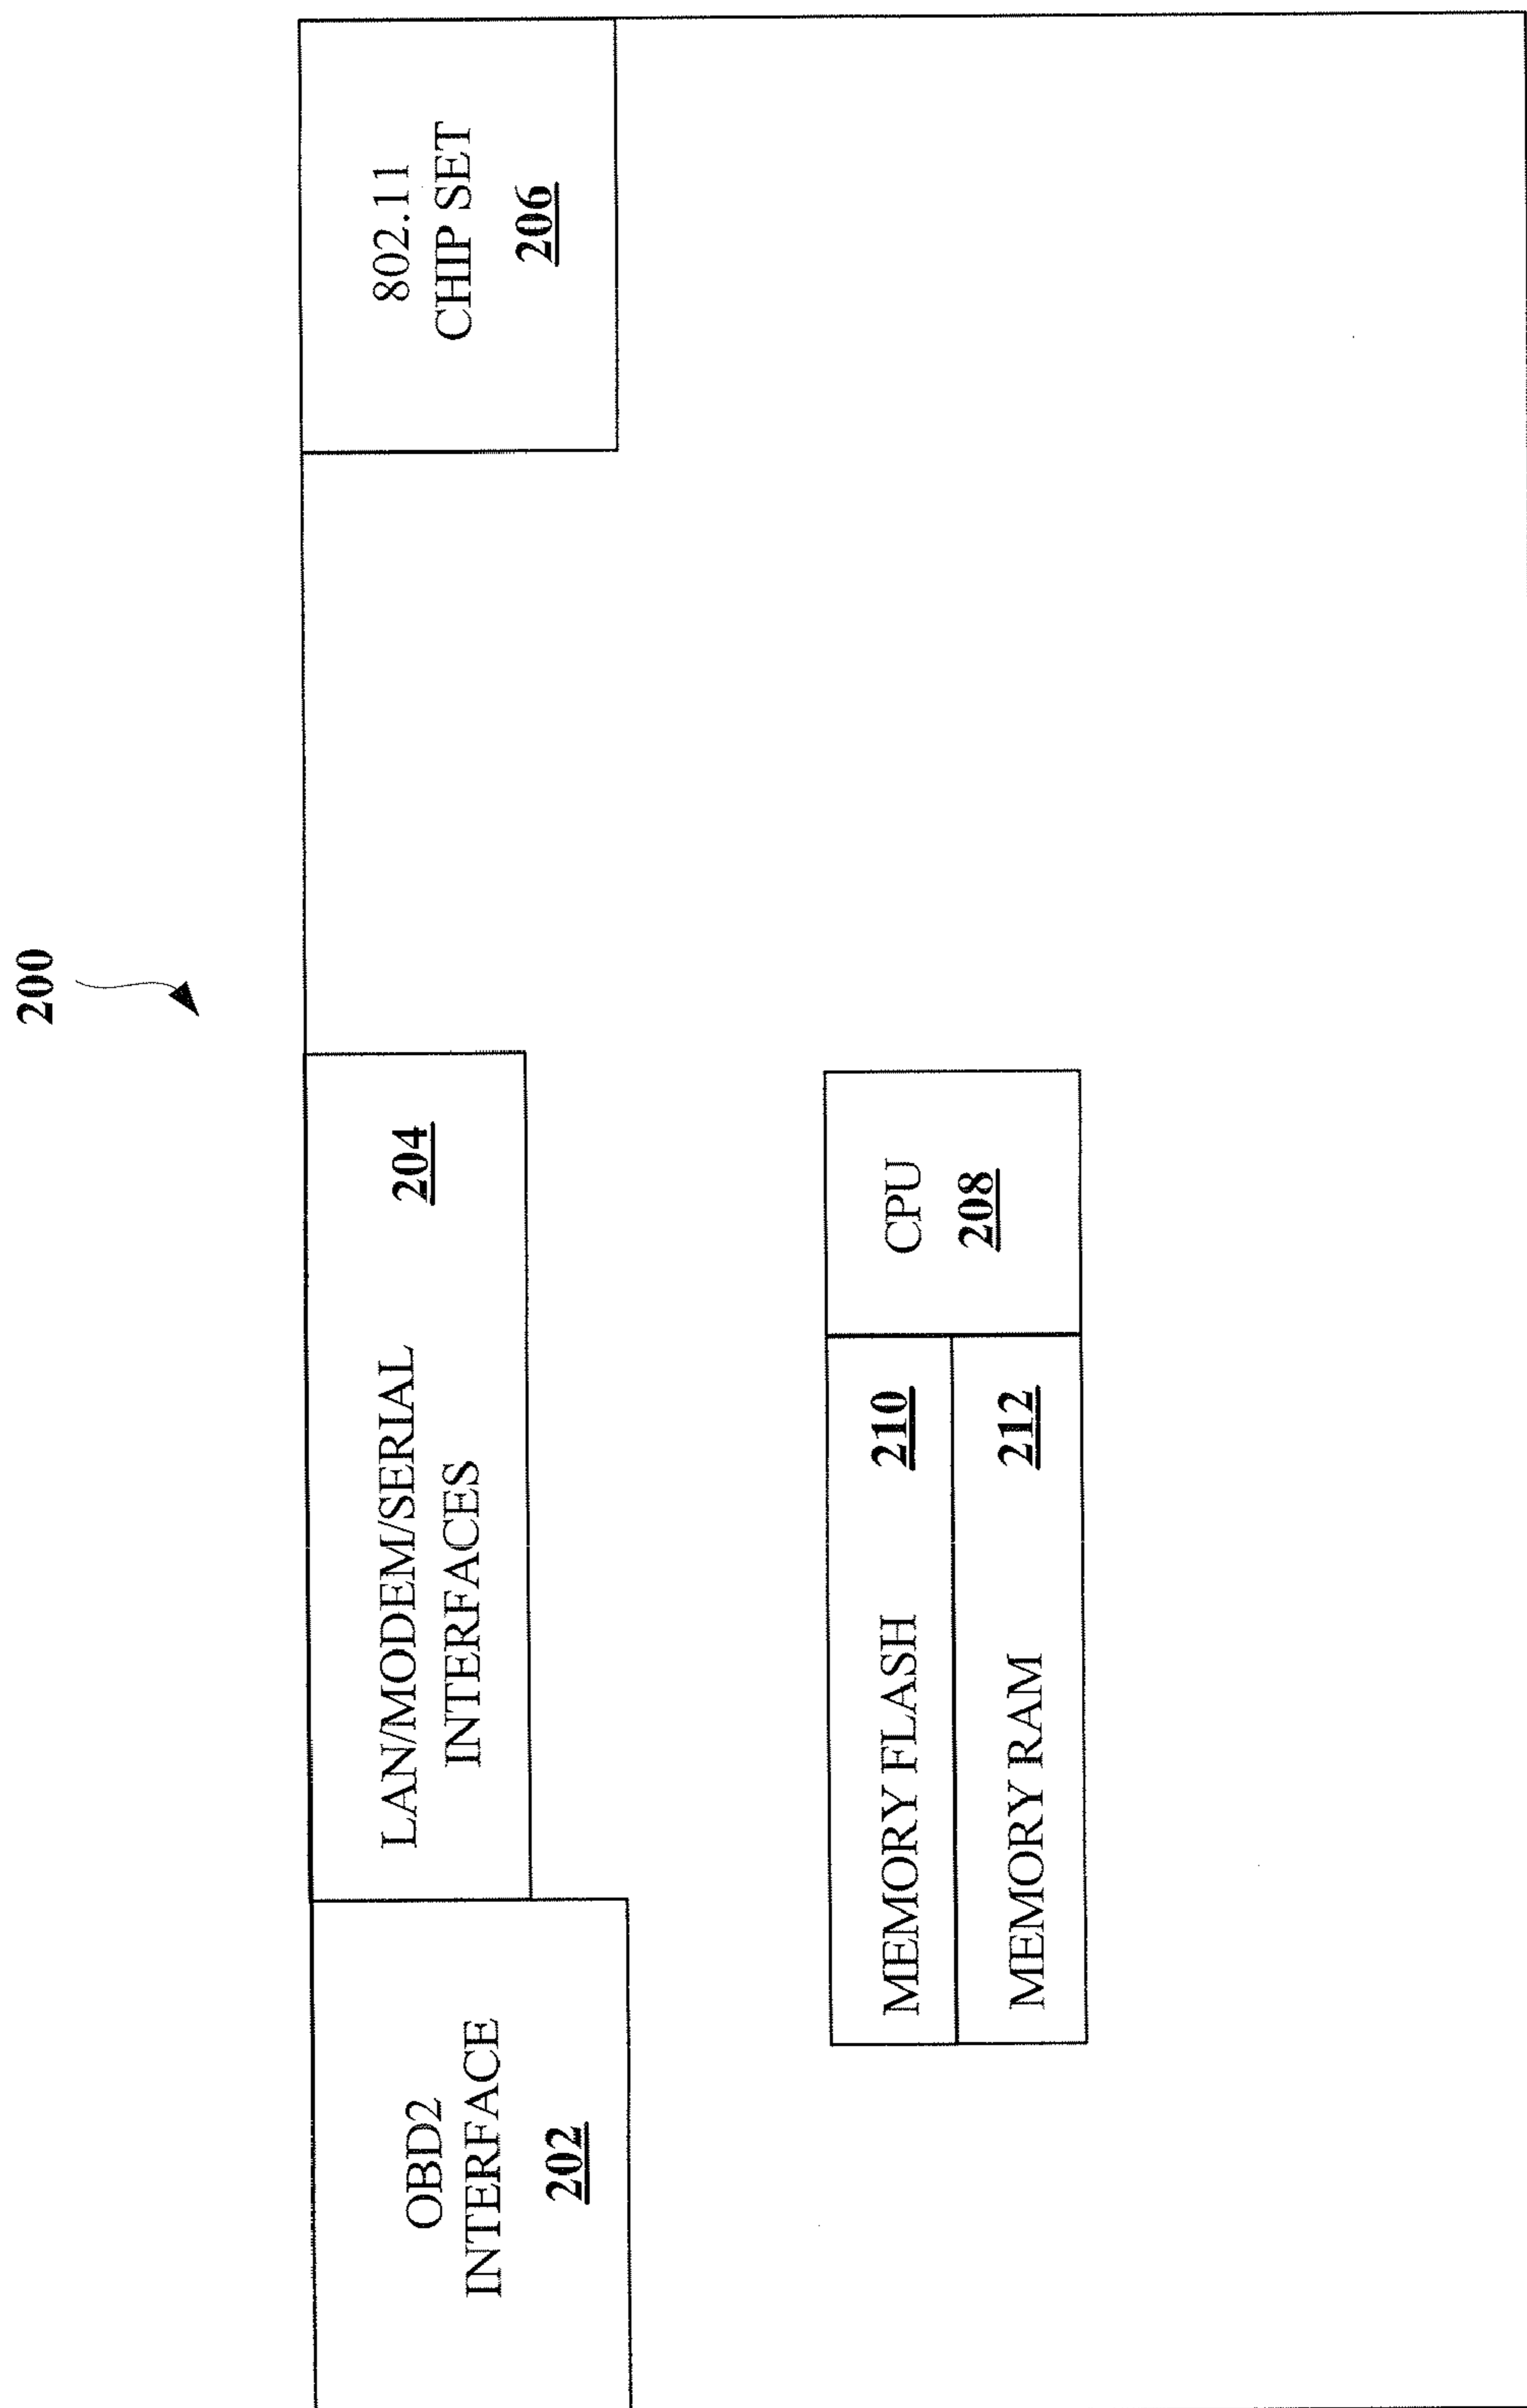 200
OBD2
INTERFACE
202
LAN/MODEM/SERIAL
INTERFACES
204
802.11
CHIP SET
206
MEMORY FLASH
210
MEMORY RAM
212
CPU
208